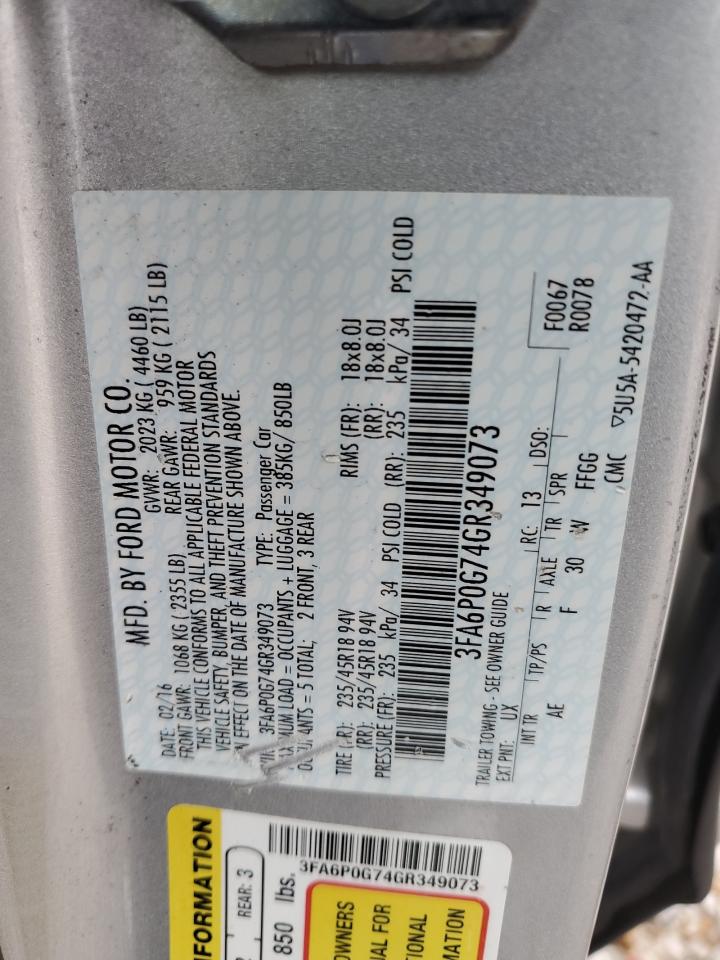 MFD. BY FORD MOTOR CO.
DATE: 02/16 GVWR: 2023 KG ( 4460 LB)
FRONT GAWR: 1068 KG ( 2355 LB) REAR GAWR: 959 KG ( 2115 LB)
THIS VEHICLE CONFORMS TO ALL APPLICABLE FEDERAL MOTOR
VEHICLE SAFETY, BUMPER, AND THEFT PREVENTION STANDARDS
IN EFFECT ON THE DATE OF MANUFACTURE SHOWN ABOVE.
VIN: 3FA6P0G74GR349073 TYPE: Passenger Car
MAXIMUM LOAD = OCCUPANTS + LUGGAGE = 385KG/ 850LB
OCCUPANTS = 5 TOTAL; 2 FRONT, 3 REAR
TIRE (FR): 235/45R18 94V RIMS (FR): 18x8.0J
(RR): 235/45R18 94V (RR): 18x8.0J
PRESSURE (FR): 235 kPa/ 34 PSI COLD (RR): 235 kPa/ 34 PSI COLD
3FA6P0G74GR349073
TRAILER TOWING - SEE OWNER GUIDE
EXT PNT: UX RC: 13 DSO: F0067
R0078
INT TR TP/PS R AXLE TR SPR
AE F 30 W FFGG
CMC ▽5U5A-5420472-AA
NFORMATION
REAR: 3
850 lbs.
3FA6P0G74GR349073
OWNERS
AL FOR
TIONAL
MATION